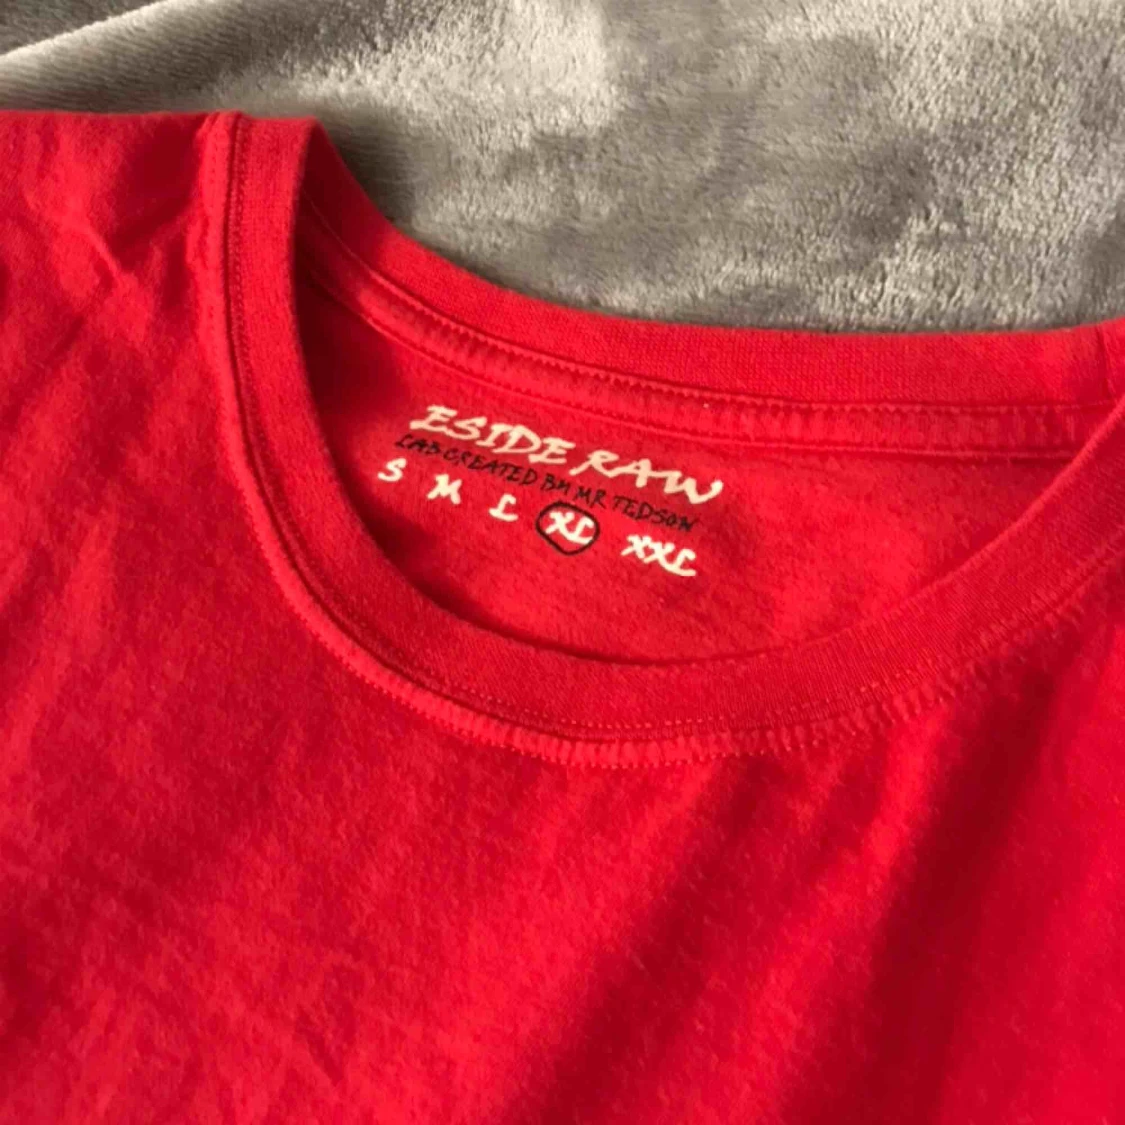 ESIDE RAW
LAB CREATED BY MR TEDSON
S M L XL XXL